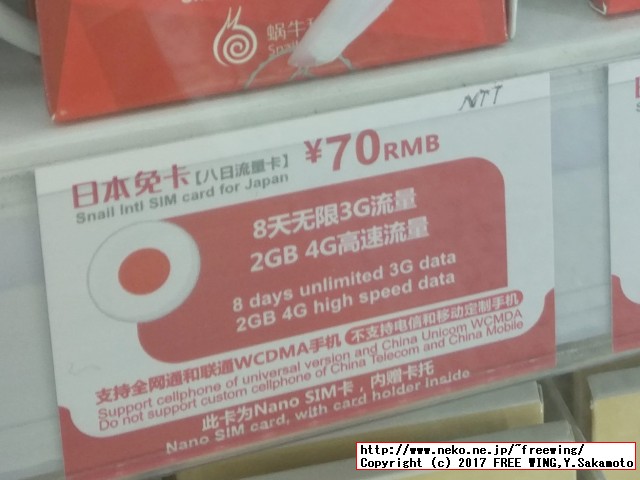 蜗牛
Snail
NTT
日本免卡【八日流量卡】 ¥70RMB
Snail Intl SIM card for Japan
8天无限3G流量
2GB 4G高速流量
8 days unlimited 3G data
2GB 4G high speed data
支持全网通和联通WCDMA手机 不支持电信和移动定制手机
Support cellphone of universal version and China Unicom WCMDA
Do not support custom cellphone of China Telecom and China Mobile
此卡为Nano SIM卡，内赠卡托
Nano SIM card, with card holder inside
http://www.neko.ne.jp/~freewing/
Copyright (c) 2017 FREE WING,Y.Sakamoto